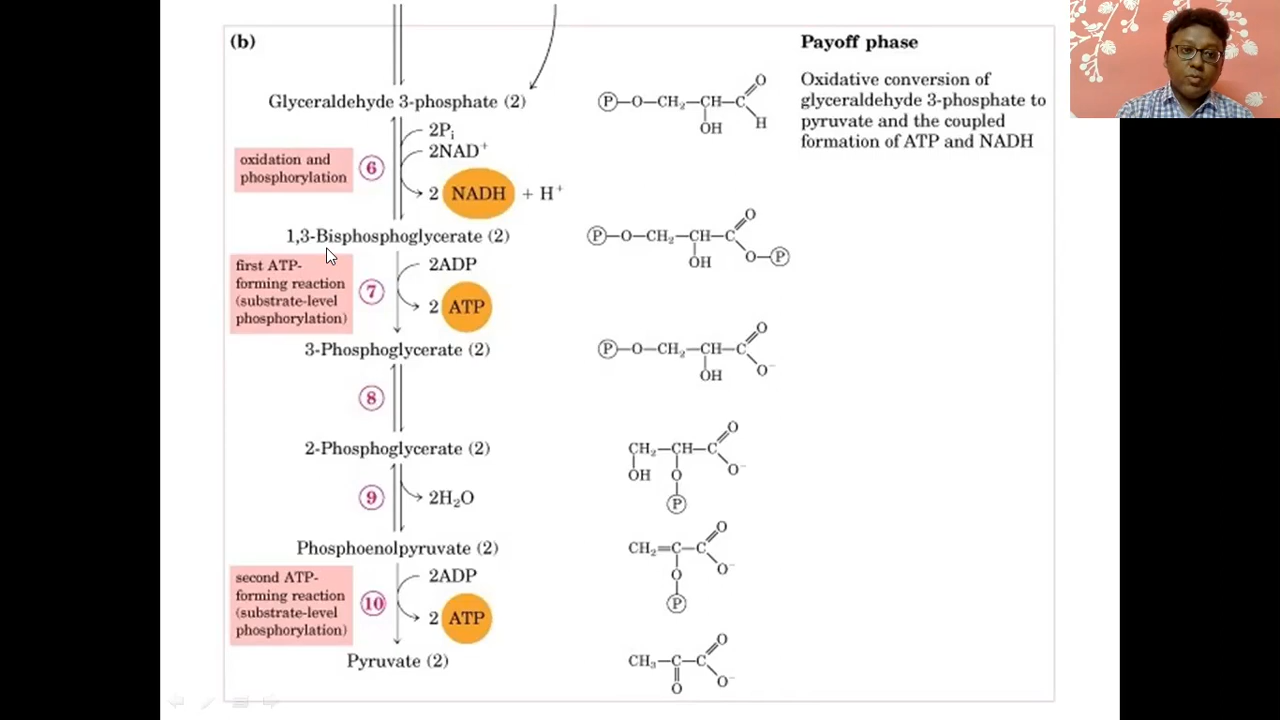 (b)
Payoff phase
Oxidative conversion of
glyceraldehyde 3-phosphate to
pyruvate and the coupled
formation of ATP and NADH
Glyceraldehyde 3-phosphate (2)
Ⓟ—O—CH₂—CH—C
O
OH
H
2Pᵢ
2NAD⁺
oxidation and
phosphorylation
⑥
2 NADH + H⁺
1,3-Bisphosphoglycerate (2)
Ⓟ—O—CH₂—CH—C
O
OH
O—Ⓟ
first ATP-
forming reaction
(substrate-level
phosphorylation)
⑦
2ADP
2 ATP
3-Phosphoglycerate (2)
Ⓟ—O—CH₂—CH—C
O
OH
O⁻
⑧
2-Phosphoglycerate (2)
CH₂—CH—C
O
OH O
O⁻
Ⓟ
⑨
2H₂O
Phosphoenolpyruvate (2)
CH₂=C—C
O
O
O⁻
Ⓟ
second ATP-
forming reaction
(substrate-level
phosphorylation)
⑩
2ADP
2 ATP
Pyruvate (2)
CH₃—C—C
O
O
O⁻